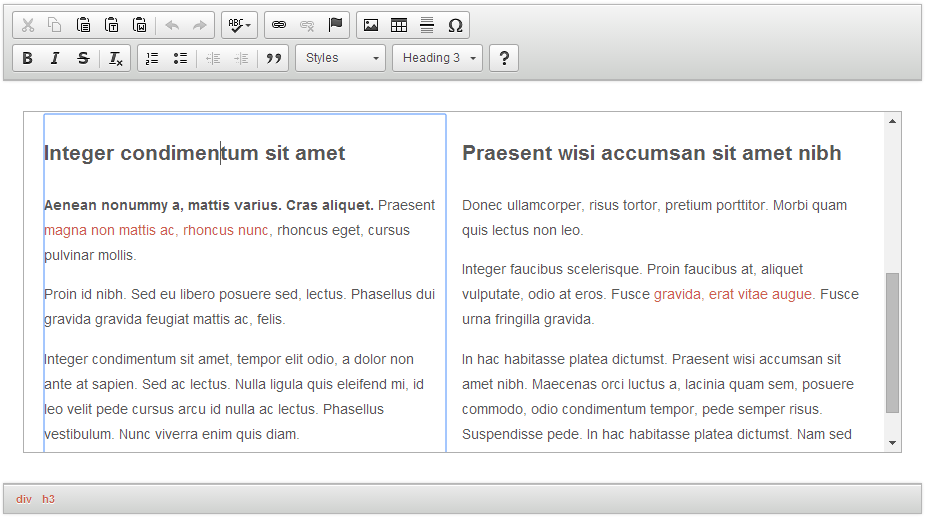 ABC
Ω
B I S Tx
Styles
Heading 3
?
Integer condimentum sit amet
Aenean nonummy a, mattis varius. Cras aliquet. Praesent
magna non mattis ac, rhoncus nunc, rhoncus eget, cursus
pulvinar mollis.
Proin id nibh. Sed eu libero posuere sed, lectus. Phasellus dui
gravida gravida feugiat mattis ac, felis.
Integer condimentum sit amet, tempor elit odio, a dolor non
ante at sapien. Sed ac lectus. Nulla ligula quis eleifend mi, id
leo velit pede cursus arcu id nulla ac lectus. Phasellus
vestibulum. Nunc viverra enim quis diam.
Praesent wisi accumsan sit amet nibh
Donec ullamcorper, risus tortor, pretium porttitor. Morbi quam
quis lectus non leo.
Integer faucibus scelerisque. Proin faucibus at, aliquet
vulputate, odio at eros. Fusce gravida, erat vitae augue. Fusce
urna fringilla gravida.
In hac habitasse platea dictumst. Praesent wisi accumsan sit
amet nibh. Maecenas orci luctus a, lacinia quam sem, posuere
commodo, odio condimentum tempor, pede semper risus.
Suspendisse pede. In hac habitasse platea dictumst. Nam sed
div h3